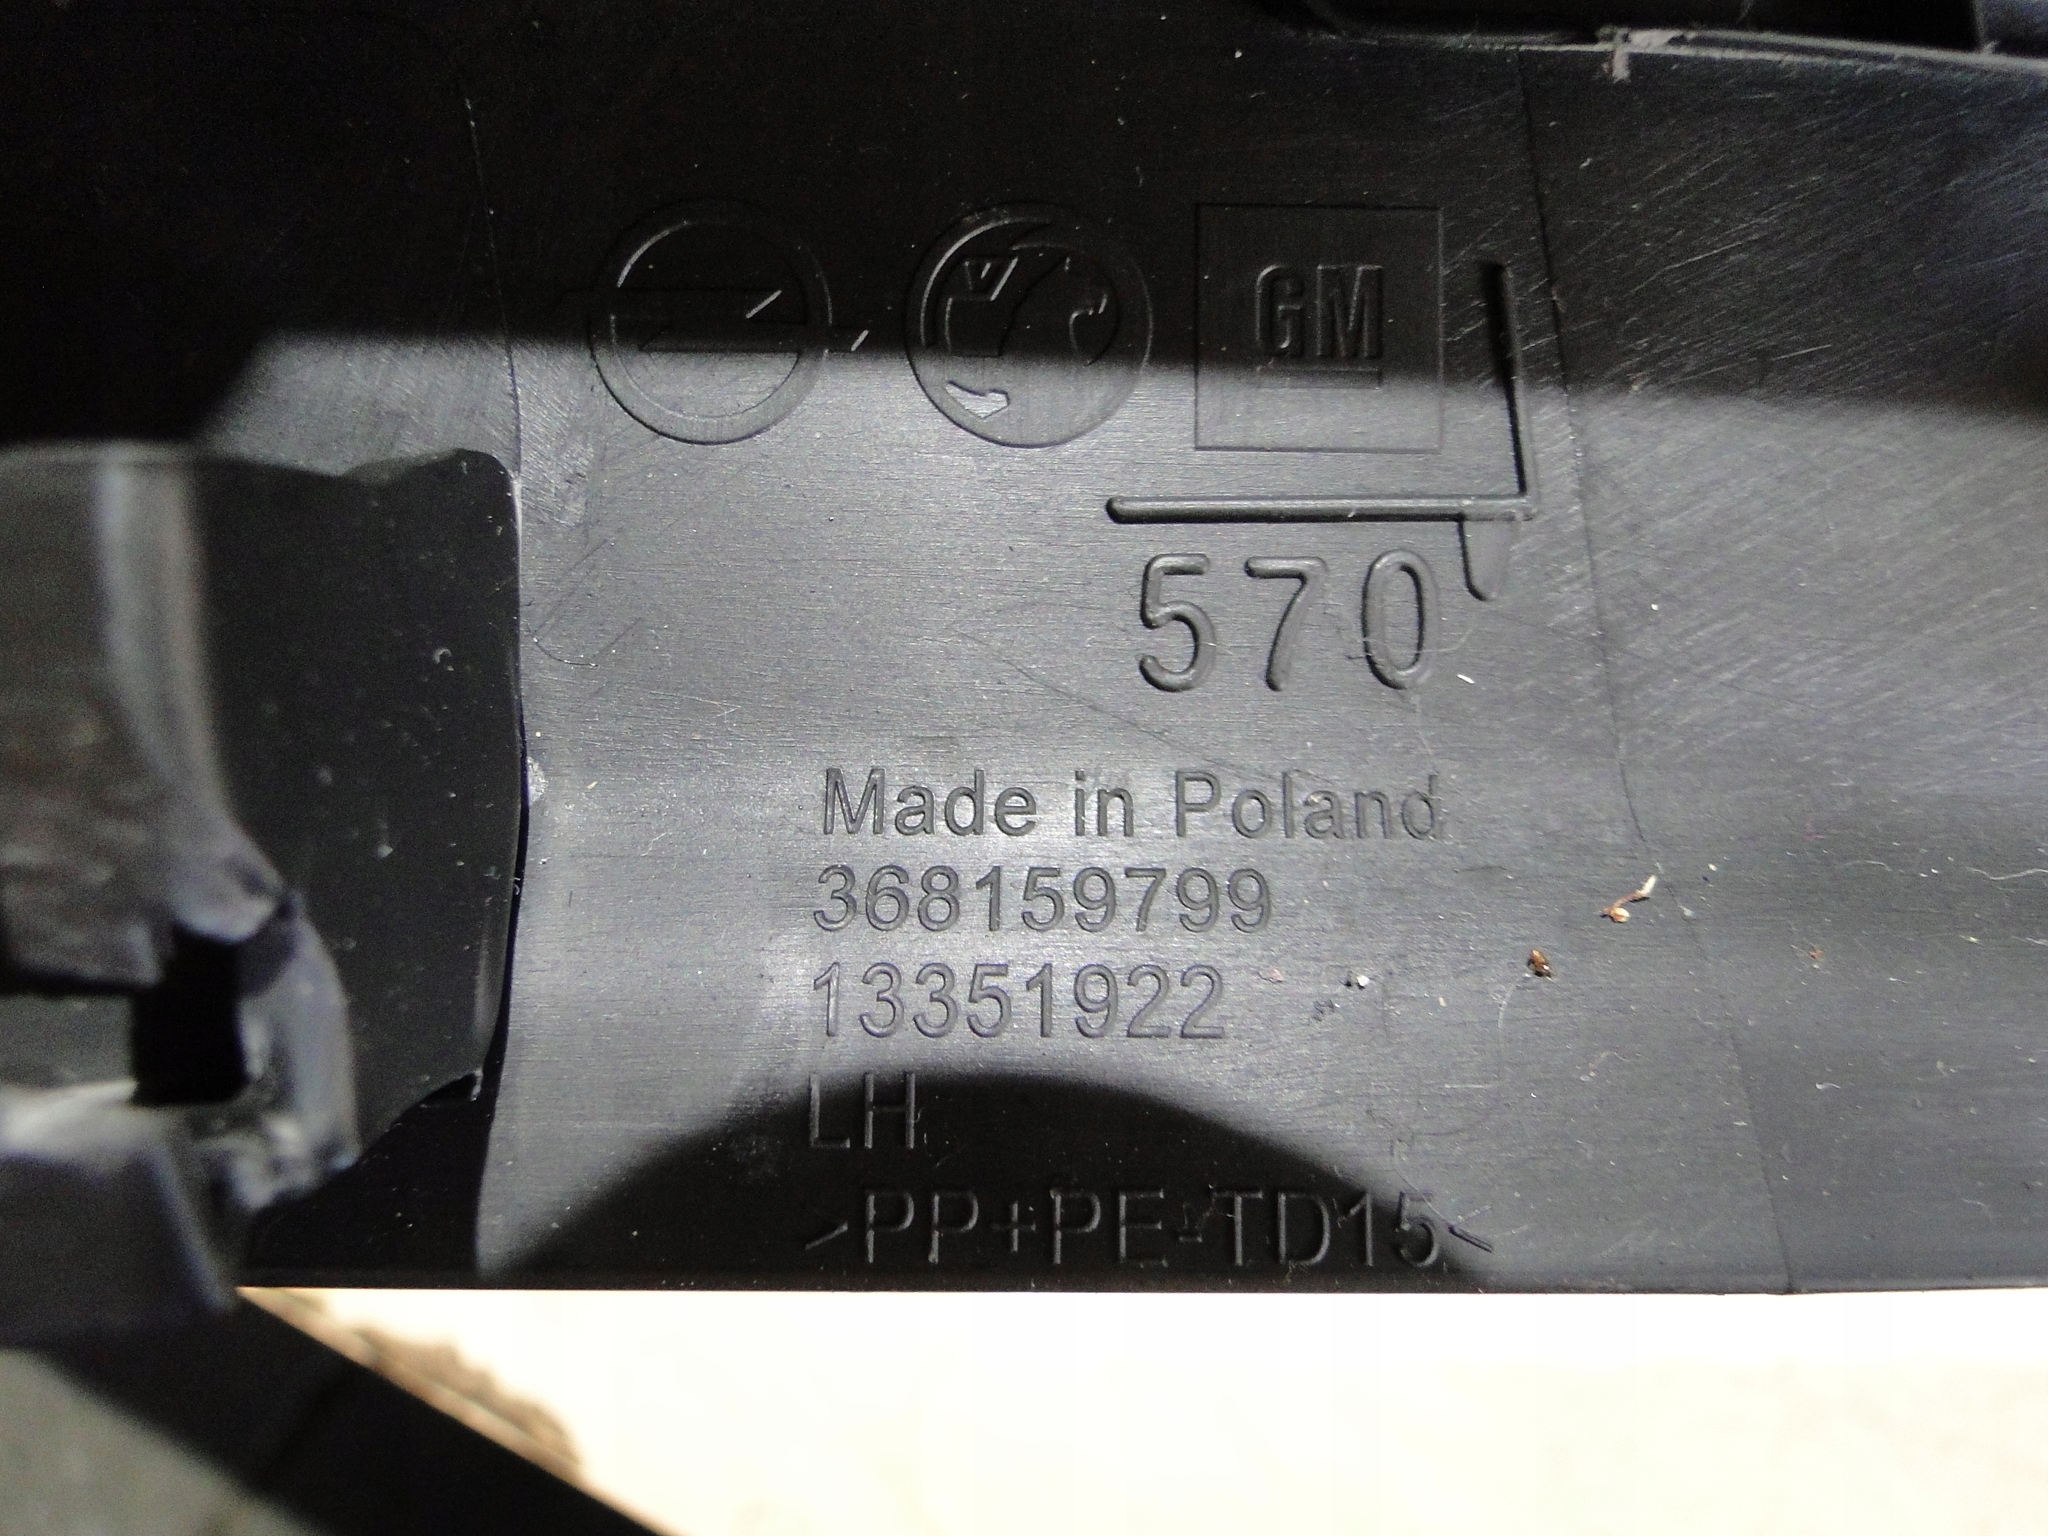 GM
570
Made in Poland
368159799
13351922
LH
>PP+PE-TD15<